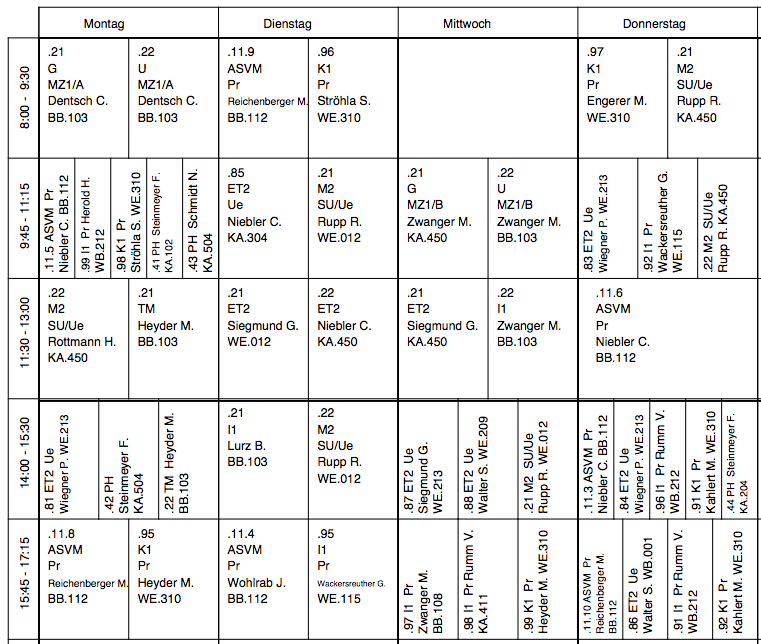 Montag
Dienstag
Mittwoch
Donnerstag
8:00 - 9:30
.21
G
MZ1/A
Dentsch C.
BB.103
.22
U
MZ1/A
Dentsch C.
BB.103
.11.9
ASVM
Pr
Reichenberger M.
BB.112
.96
K1
Pr
Ströhla S.
WE.310
.97
K1
Pr
Engerer M.
WE.310
.21
M2
SU/Ue
Rupp R.
KA.450
9:45 - 11:15
.11.5 ASVM Pr
Niebler C. BB.112
.99 I1 Pr Herold H.
WB.212
.98 K1 Pr
Ströhla S. WE.310
.41 PH Steinmeyer F.
KA.102
.43 PH Schmidt N.
KA.504
.85
ET2
Ue
Niebler C.
KA.304
.21
M2
SU/Ue
Rupp R.
WE.012
.21
G
MZ1/B
Zwanger M.
KA.450
.22
U
MZ1/B
Zwanger M.
BB.103
.83 ET2 Ue
Wiegner P. WE.213
.92 I1 Pr
Wackersreuther G.
WE.115
.22 M2 SU/Ue
Rupp R. KA.450
11:30 - 13:00
.22
M2
SU/Ue
Rottmann H.
KA.450
.21
TM
Heyder M.
BB.103
.21
ET2
Siegmund G.
WE.012
.22
ET2
Niebler C.
KA.450
.21
ET2
Siegmund G.
KA.450
.22
I1
Zwanger M.
BB.103
.11.6
ASVM
Pr
Niebler C.
BB.112
14:00 - 15:30
.81 ET2 Ue
Wiegner P. WE.213
.42 PH
Steinmeyer F.
KA.504
.22 TM Heyder M.
BB.103
.21
I1
Lurz B.
BB.103
.22
M2
SU/Ue
Rupp R.
WE.012
.87 ET2 Ue
Siegmund G.
WE.213
.88 ET2 Ue
Walter S. WE.209
.21 M2 SU/Ue
Rupp R. WE.012
.11.3 ASVM Pr
Niebler C. BB.112
.84 ET2 Ue
Wiegner P. WE.213
.96 I1 Pr Rumm V.
WB.212
.91 K1 Pr
Kahlert M. WE.310
.44 PH Steinmeyer F.
KA.204
15:45 - 17:15
.11.8
ASVM
Pr
Reichenberger M.
BB.112
.95
K1
Pr
Heyder M.
WE.310
.11.4
ASVM
Pr
Wohlrab J.
BB.112
.95
I1
Pr
Wackersreuther G.
WE.115
.97 I1 Pr
Zwanger M.
BB.108
.98 I1 Pr Rumm V.
KA.411
.99 K1 Pr
Heyder M. WE.310
.11.10 ASVM Pr
Reichenberger M.
BB.112
.86 ET2 Ue
Walter S. WB.001
.91 I1 Pr Rumm V.
WB.212
.92 K1 Pr
Kahlert M. WE.310